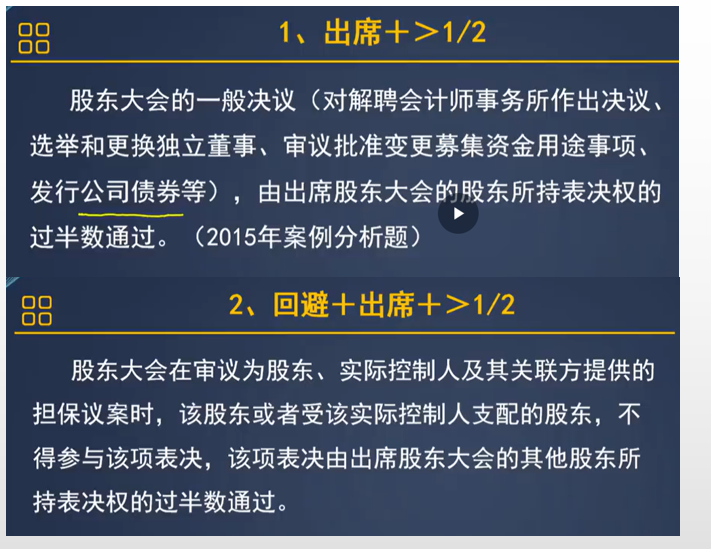 1、出席＋＞1/2
股东大会的一般决议（对解聘会计师事务所作出决议、
选举和更换独立董事、审议批准变更募集资金用途事项、
发行公司债券等），由出席股东大会的股东所持表决权的
过半数通过。（2015年案例分析题）
2、回避＋出席＋＞1/2
股东大会在审议为股东、实际控制人及其关联方提供的
担保议案时，该股东或者受该实际控制人支配的股东，不
得参与该项表决，该项表决由出席股东大会的其他股东所
持表决权的过半数通过。